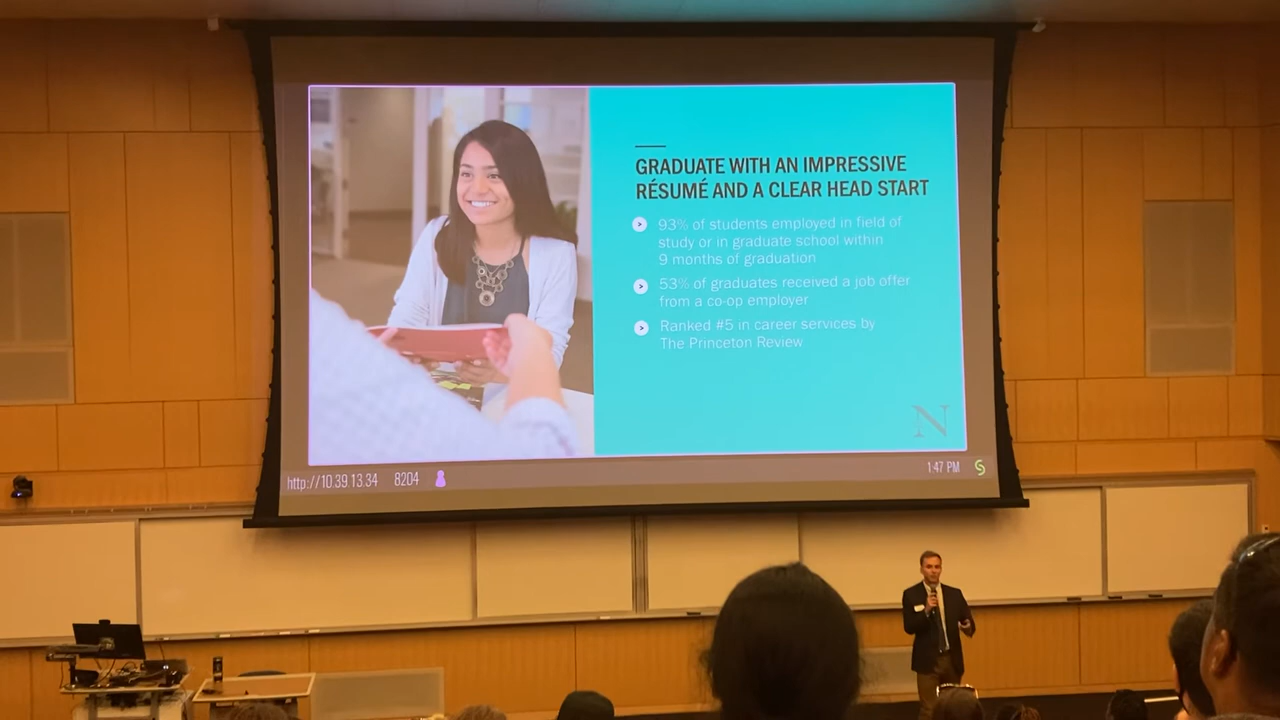 GRADUATE WITH AN IMPRESSIVE
RÉSUMÉ AND A CLEAR HEAD START
93% of students employed in field of
study or in graduate school within
9 months of graduation
53% of graduates received a job offer
from a co-op employer
Ranked #5 in career services by
The Princeton Review
N
http://10.39.13.34 8204
1:47 PM